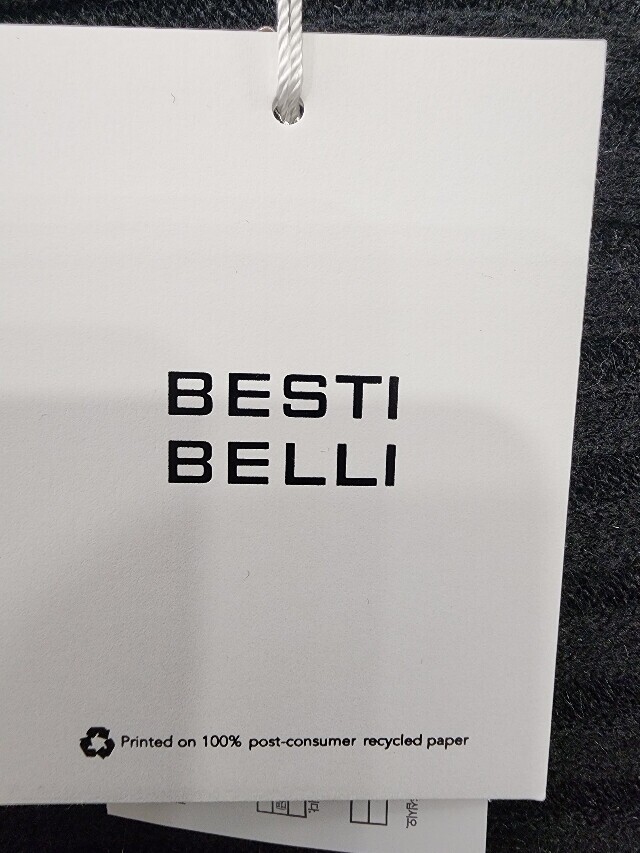 BESTI
BELLI
Printed on 100% post-consumer recycled paper